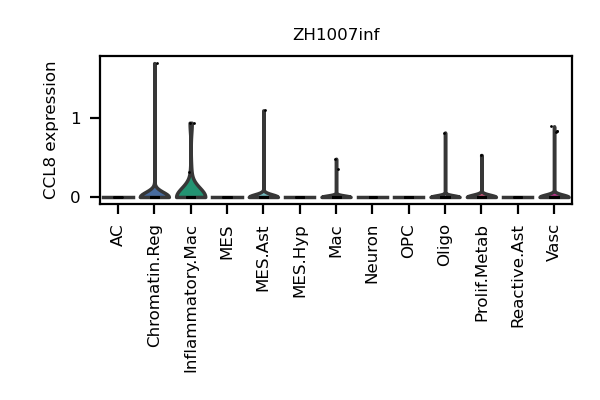 ZH1007inf
CCL8 expression
1
0
AC
Chromatin.Reg
Inflammatory.Mac
MES
MES.Ast
MES.Hyp
Mac
Neuron
OPC
Oligo
Prolif.Metab
Reactive.Ast
Vasc